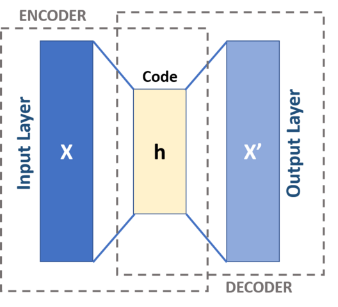 ENCODER
Code
Input Layer
X
h
X'
Output Layer
DECODER